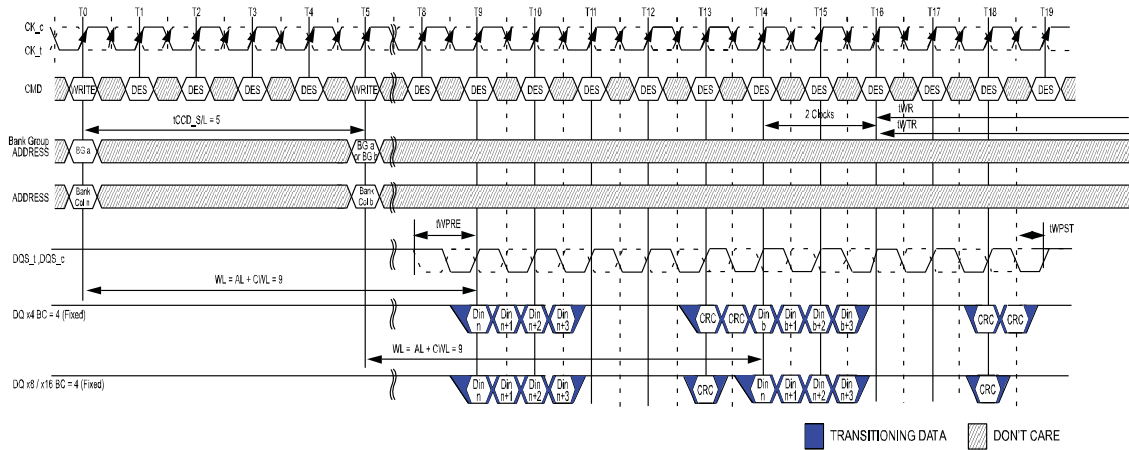 T0 T1 T2 T3 T4 T5 T8 T9 T10 T11 T12 T13 T14 T15 T16 T17 T18 T19
CK_c
CK_t
CMD WRITE DES DES DES DES WRITE DES DES DES DES DES DES DES DES DES DES DES DES
tCCD_S/L = 5 2 Clocks tWR
tWTR
Bank Group
ADDRESS BG a BG a
or BG b
ADDRESS Bank
Col n Bank
Col b
tWPRE tWPST
DQS_t ,DQS_c
WL = AL + CWL = 9
DQ x4 BC = 4 (Fixed) Din
n Din
n+1 Din
n+2 Din
n+3 CRC CRC Din
b Din
b+1 Din
b+2 Din
b+3 CRC CRC
WL = AL + CWL = 9
DQ x8 / x16 BC = 4 (Fixed) Din
n Din
n+1 Din
n+2 Din
n+3 CRC Din
n Din
n+1 Din
n+2 Din
n+3 CRC
TRANSITIONING DATA DON'T CARE